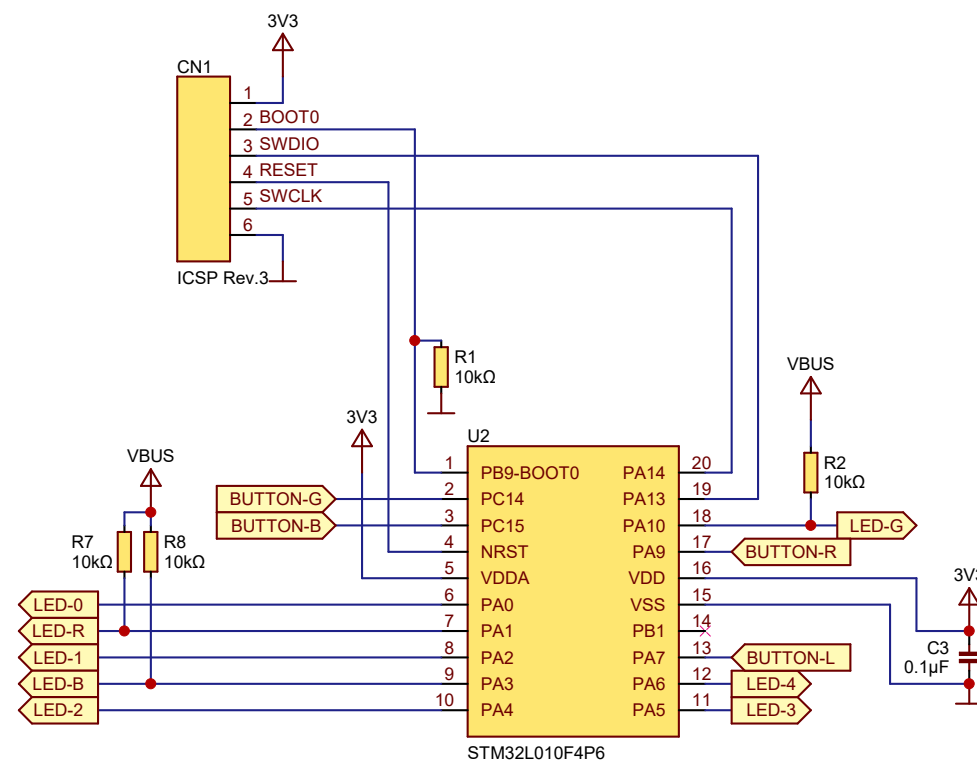 3V3
CN1
1
2 BOOT0
3 SWDIO
4 RESET
5 SWCLK
6
ICSP Rev.3
R1
10kΩ
VBUS
3V3
U2
VBUS
R2
10kΩ
1 PB9-BOOT0 PA14 20
BUTTON-G 2 PC14 PA13 19
BUTTON-B 3 PC15 PA10 18 LED-G
R7
10kΩ
R8
10kΩ
4 NRST PA9 17 BUTTON-R
5 VDDA VDD 16
3V3
LED-0 6 PA0 VSS 15
LED-R 7 PA1 PB1 14
C3
0.1µF
LED-1 8 PA2 PA7 13 BUTTON-L
LED-B 9 PA3 PA6 12 LED-4
LED-2 10 PA4 PA5 11 LED-3
STM32L010F4P6